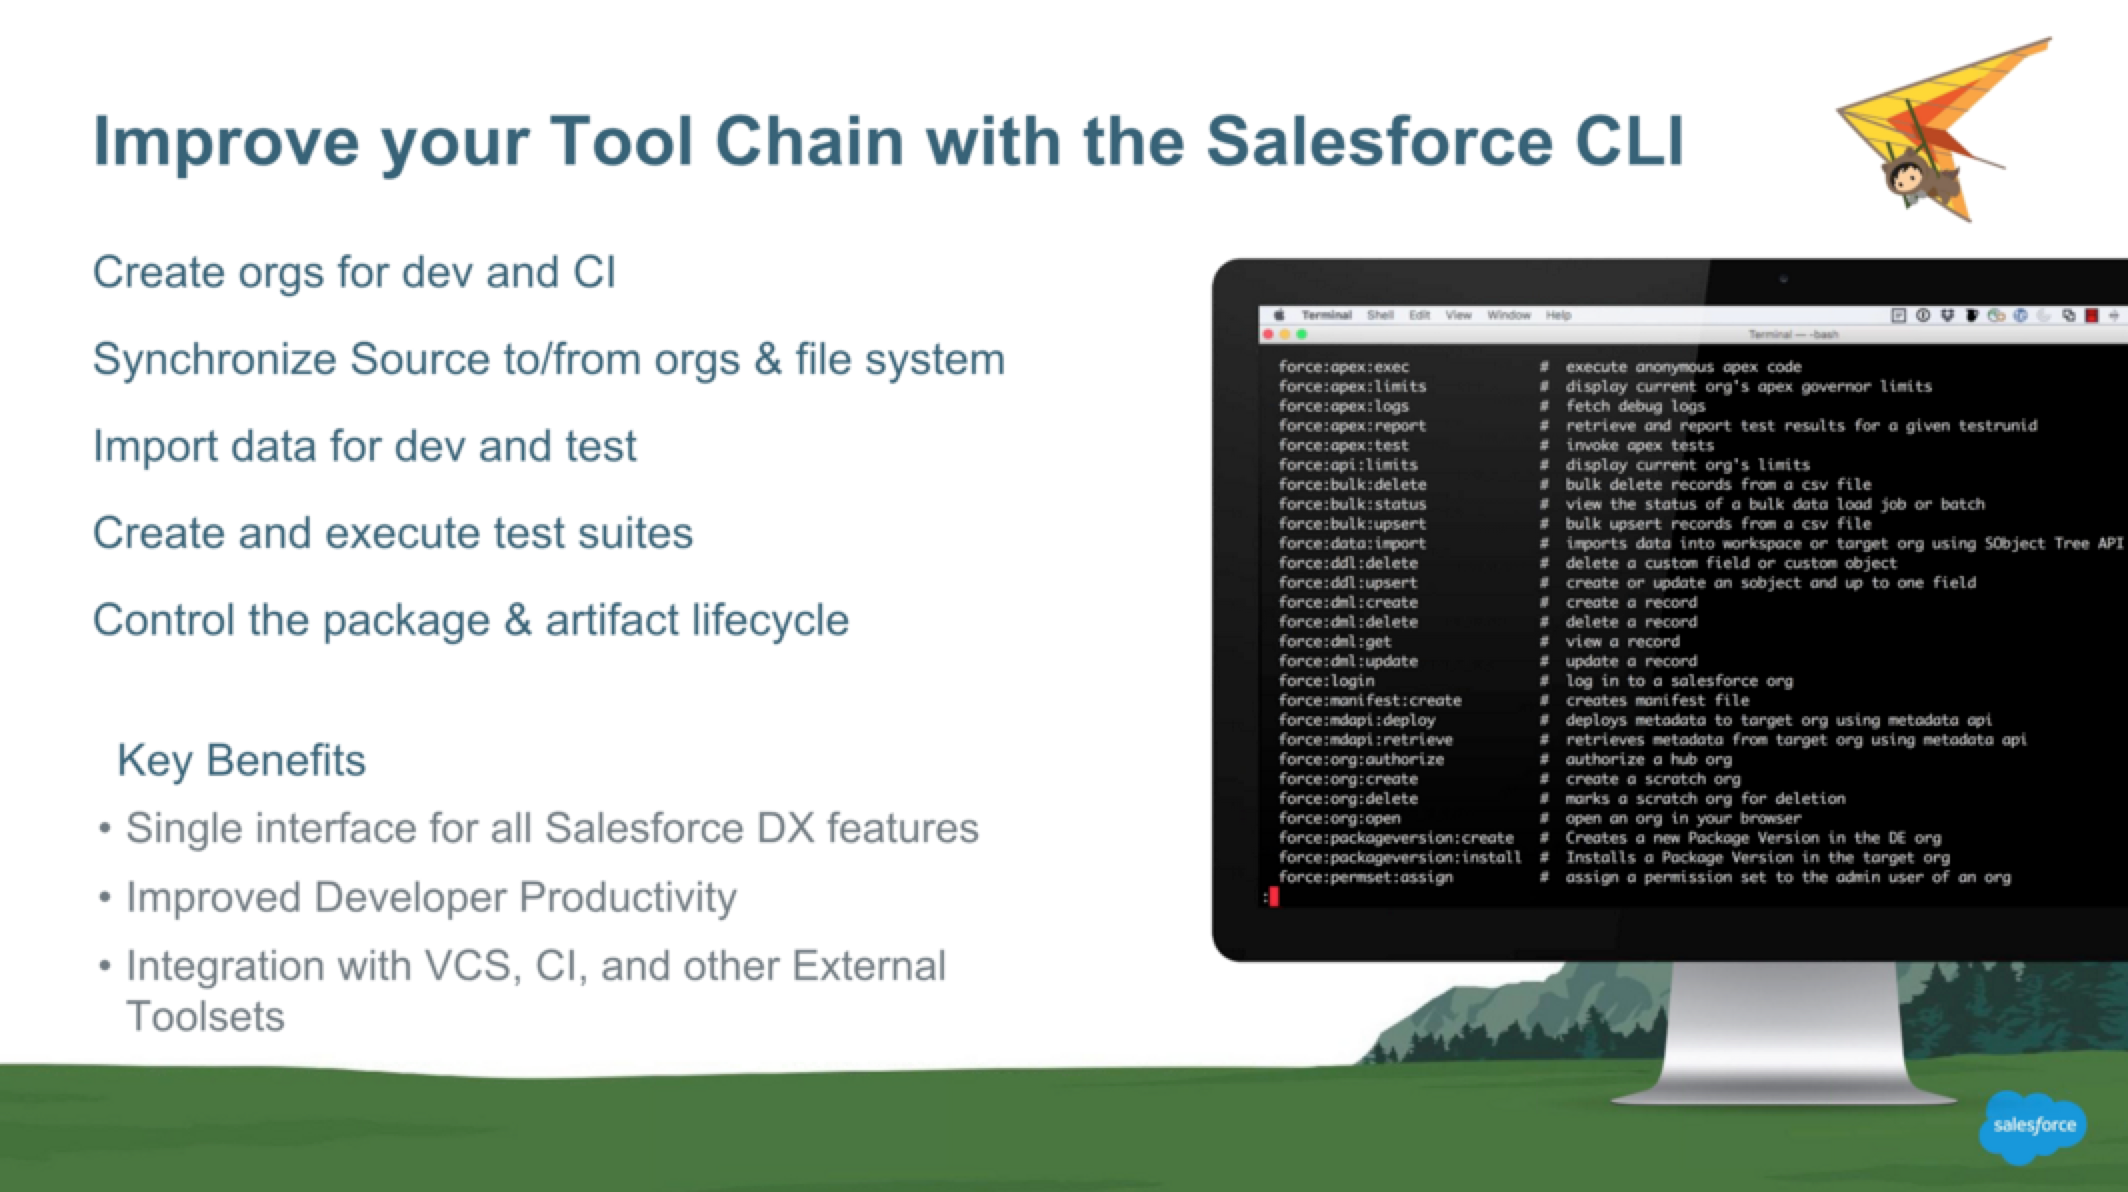 Improve your Tool Chain with the Salesforce CLI
Create orgs for dev and CI
Synchronize Source to/from orgs & file system
Import data for dev and test
Create and execute test suites
Control the package & artifact lifecycle
Key Benefits
• Single interface for all Salesforce DX features
• Improved Developer Productivity
• Integration with VCS, CI, and other External
Toolsets
Terminal Shell Edit View Window Help
Terminal — -bash
force:apex:exec # execute anonymous apex code
force:apex:limits # display current org's apex governor limits
force:apex:logs # fetch debug logs
force:apex:report # retrieve and report test results for a given testrunid
force:apex:test # invoke apex tests
force:api:limits # display current org's limits
force:bulk:delete # bulk delete records from a csv file
force:bulk:status # view the status of a bulk data load job or batch
force:bulk:upsert # bulk upsert records from a csv file
force:data:import # imports data into workspace or target org using SObject Tree API
force:ddl:delete # delete a custom field or custom object
force:ddl:upsert # create or update an sobject and up to one field
force:dml:create # create a record
force:dml:delete # delete a record
force:dml:get # view a record
force:dml:update # update a record
force:login # log in to a salesforce org
force:manifest:create # creates manifest file
force:mdapi:deploy # deploys metadata to target org using metadata api
force:mdapi:retrieve # retrieves metadata from target org using metadata api
force:org:authorize # authorize a hub org
force:org:create # create a scratch org
force:org:delete # marks a scratch org for deletion
force:org:open # open an org in your browser
force:packageversion:create # Creates a new Package Version in the DE org
force:packageversion:install # Installs a Package Version in the target org
force:permset:assign # assign a permission set to the admin user of an org
:
salesforce